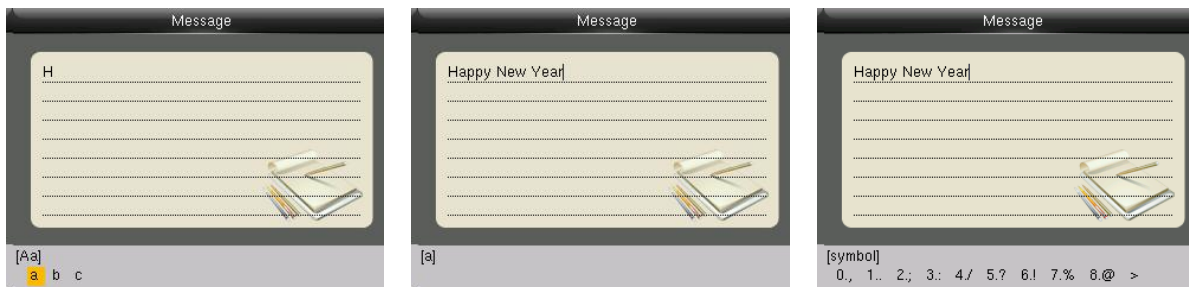 Message
H
[Aa]
a b c
Message
Happy New Year
[a]
Message
Happy New Year
[symbol]
0., 1.. 2.; 3.: 4./ 5.? 6.! 7.% 8.@ >